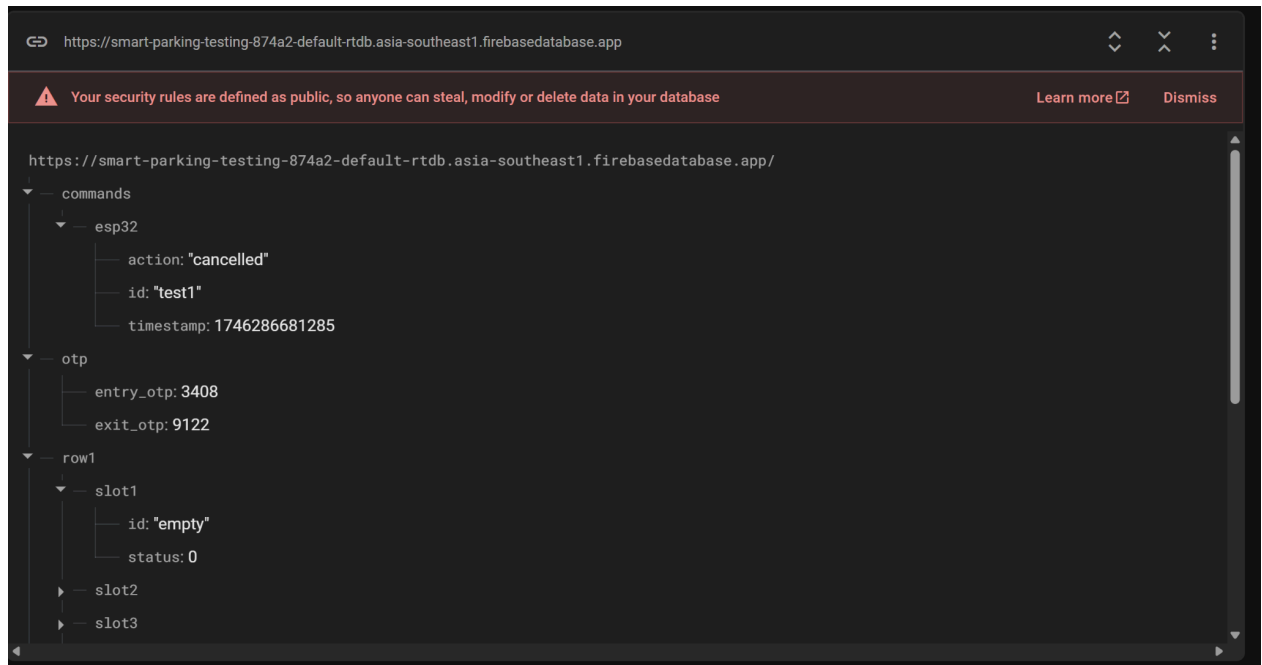 https://smart-parking-testing-874a2-default-rtdb.asia-southeast1.firebasedatabase.app
Your security rules are defined as public, so anyone can steal, modify or delete data in your database Learn more Dismiss
https://smart-parking-testing-874a2-default-rtdb.asia-southeast1.firebasedatabase.app/
commands
esp32
action: "cancelled"
id: "test1"
timestamp: 1746286681285
otp
entry_otp: 3408
exit_otp: 9122
row1
slot1
id: "empty"
status: 0
slot2
slot3